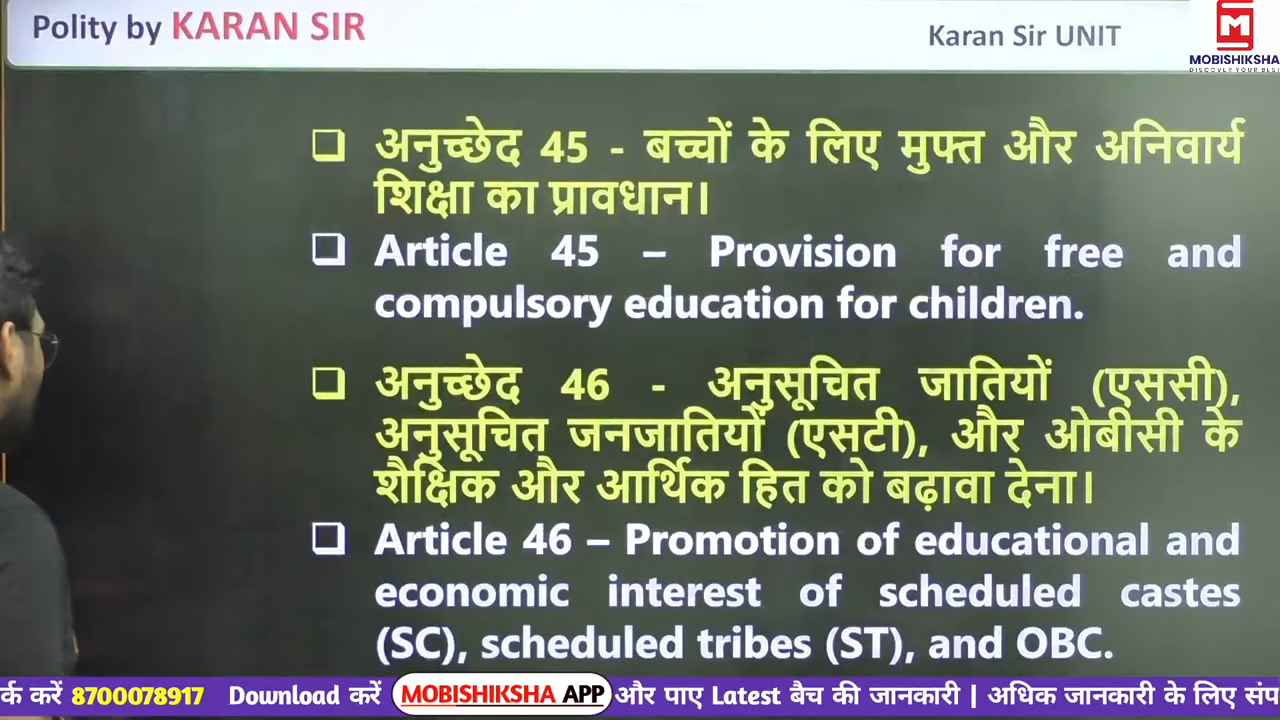 Polity by KARAN SIR
Karan Sir UNIT
MOBISHIKSHA
DISCOVER YOUR BEST
अनुच्छेद 45 - बच्चों के लिए मुफ्त और अनिवार्य
शिक्षा का प्रावधान।
Article 45 – Provision for free and
compulsory education for children.
अनुच्छेद 46 - अनुसूचित जातियों (एससी),
अनुसूचित जनजातियों (एसटी), और ओबीसी के
शैक्षिक और आर्थिक हित को बढ़ावा देना।
Article 46 – Promotion of educational and
economic interest of scheduled castes
(SC), scheduled tribes (ST), and OBC.
र्क करें 8700078917 Download करें MOBISHIKSHA APP और पाए Latest बैच की जानकारी | अधिक जानकारी के लिए संप